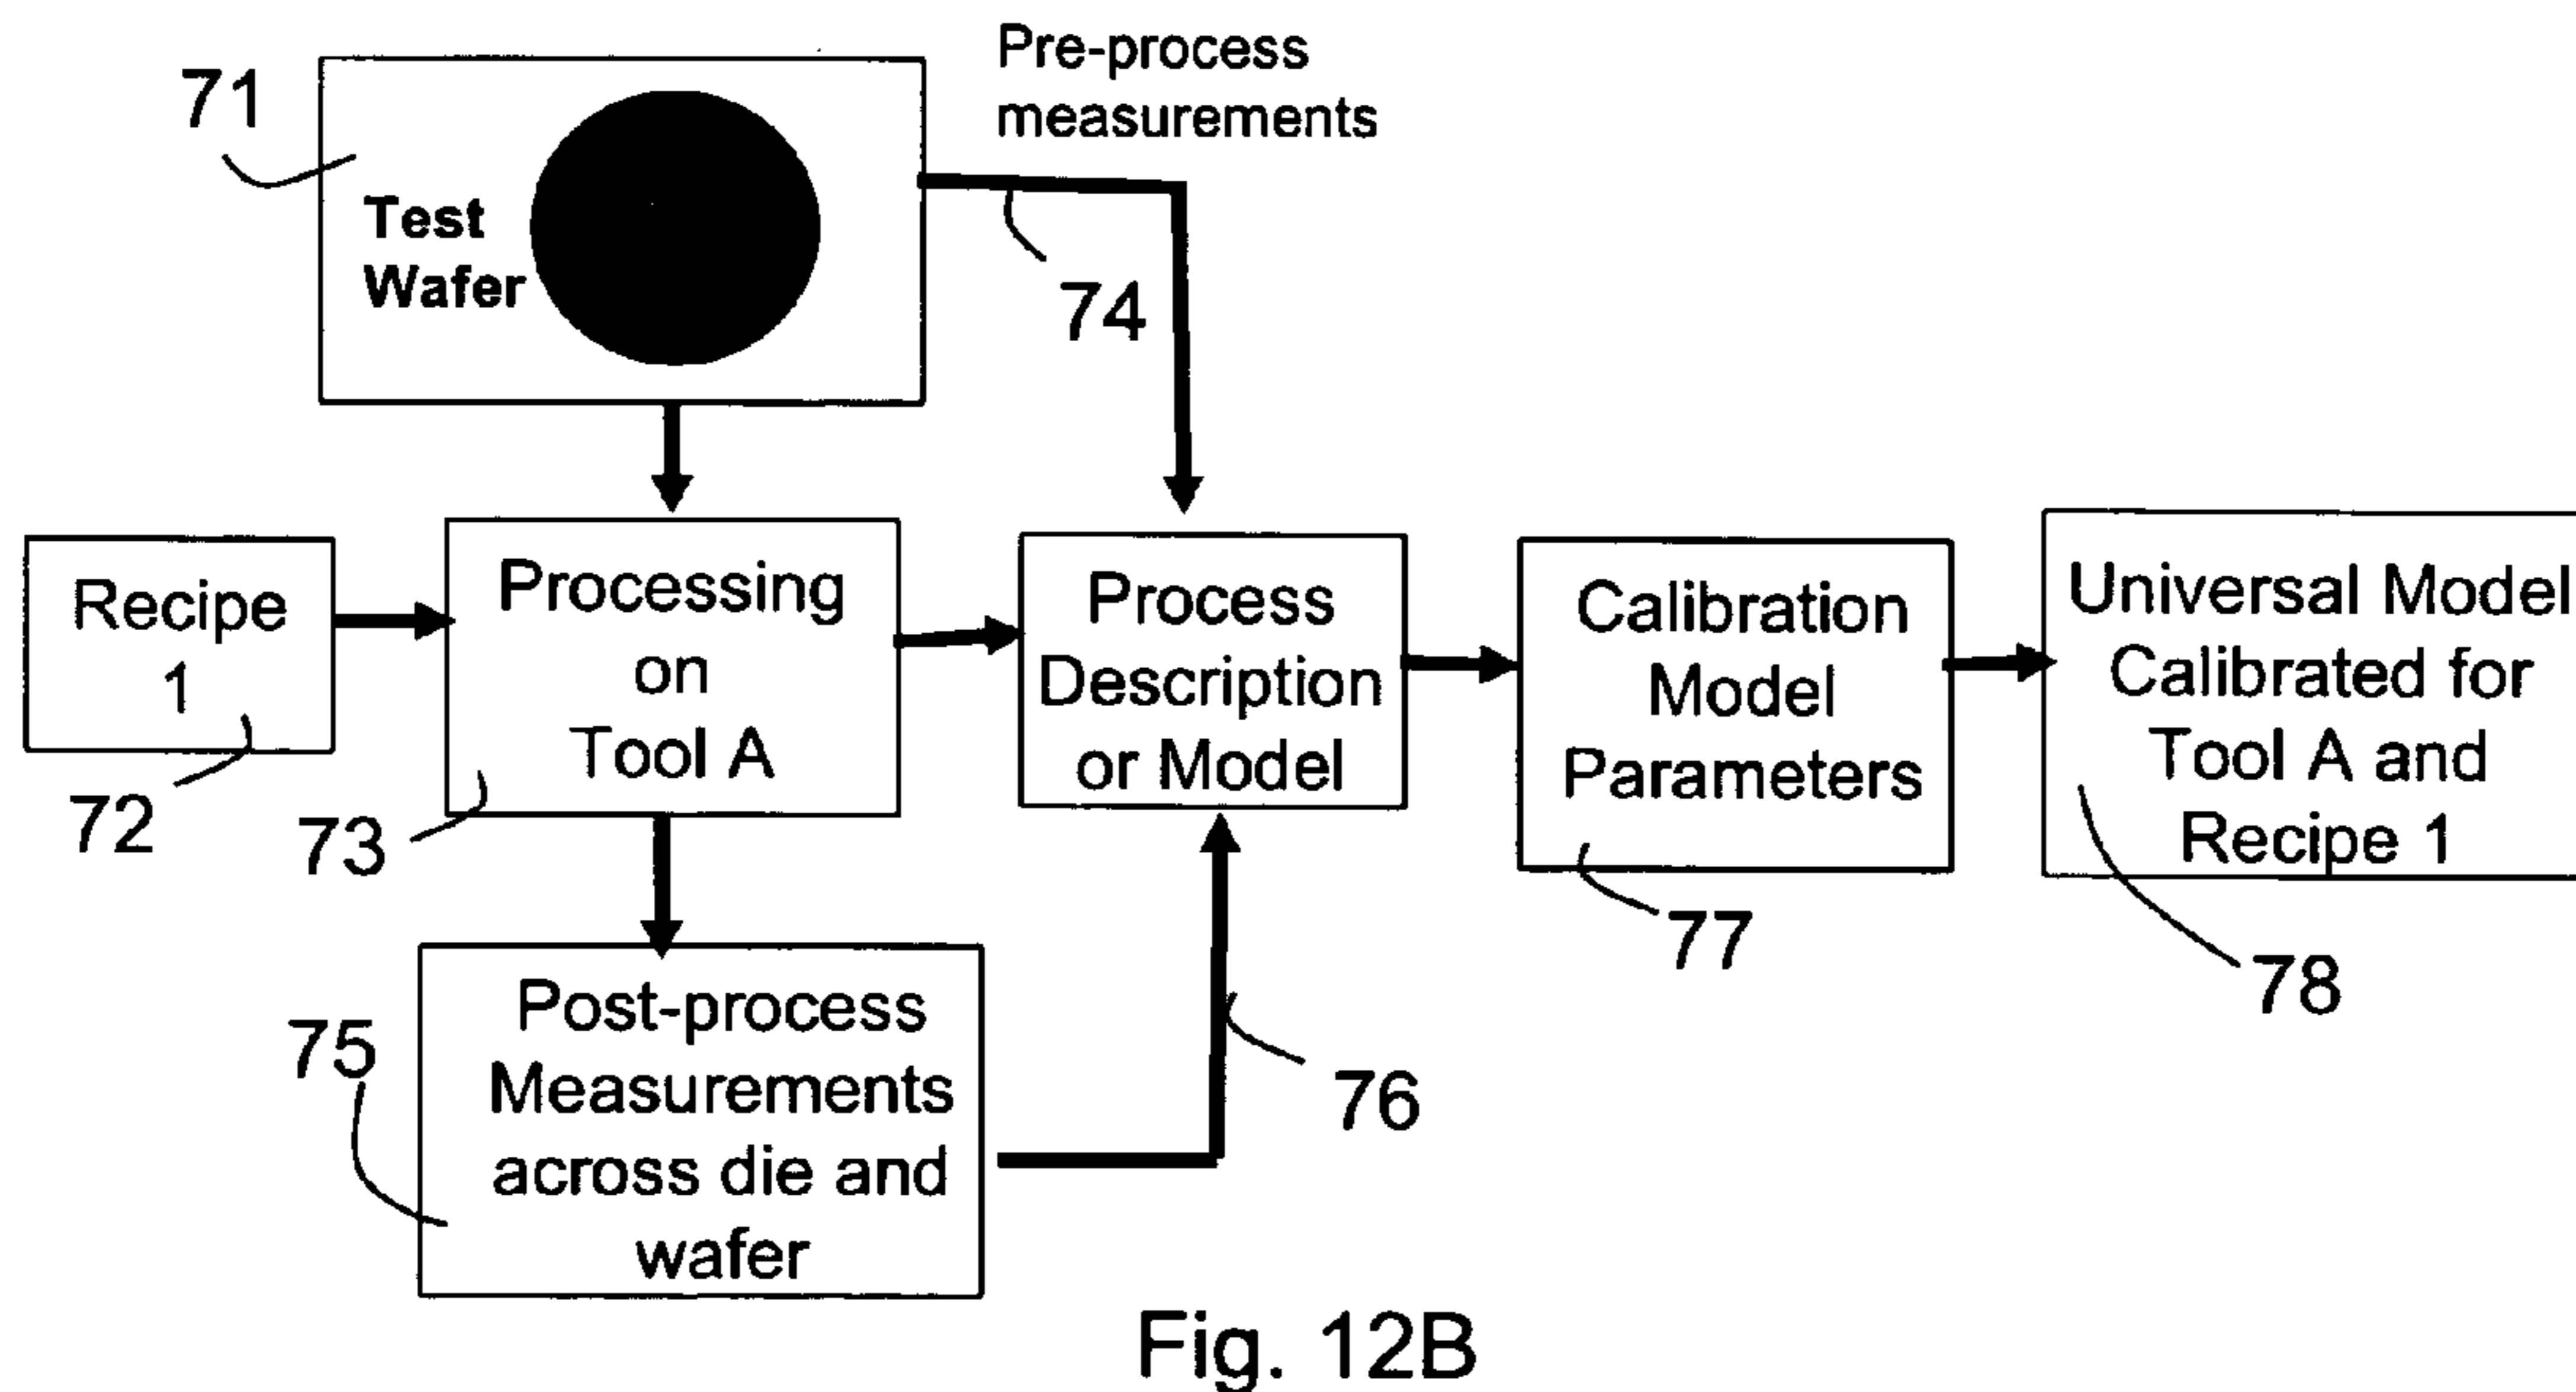 Pre-process
measurements
71
Test
Wafer
74
Recipe
1
72
Processing
on
Tool A
73
Process
Description
or Model
Calibration
Model
Parameters
77
Universal Model
Calibrated for
Tool A and
Recipe 1
78
Post-process
Measurements
across die and
wafer
75
76
Fig. 12B